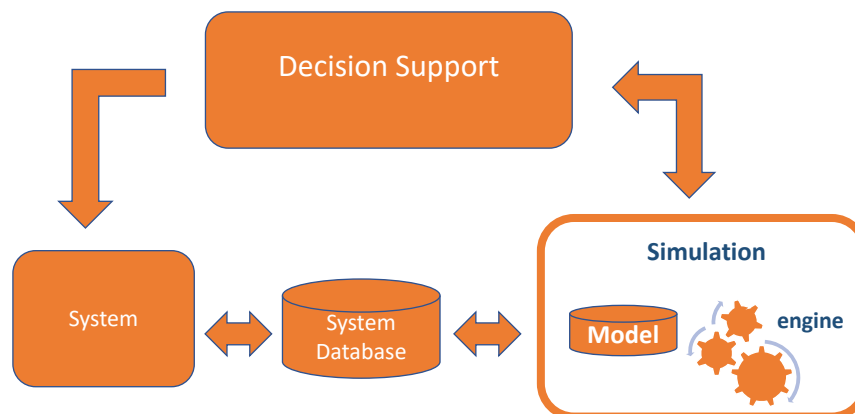 Decision Support
Simulation
System
System
Database
Model
engine